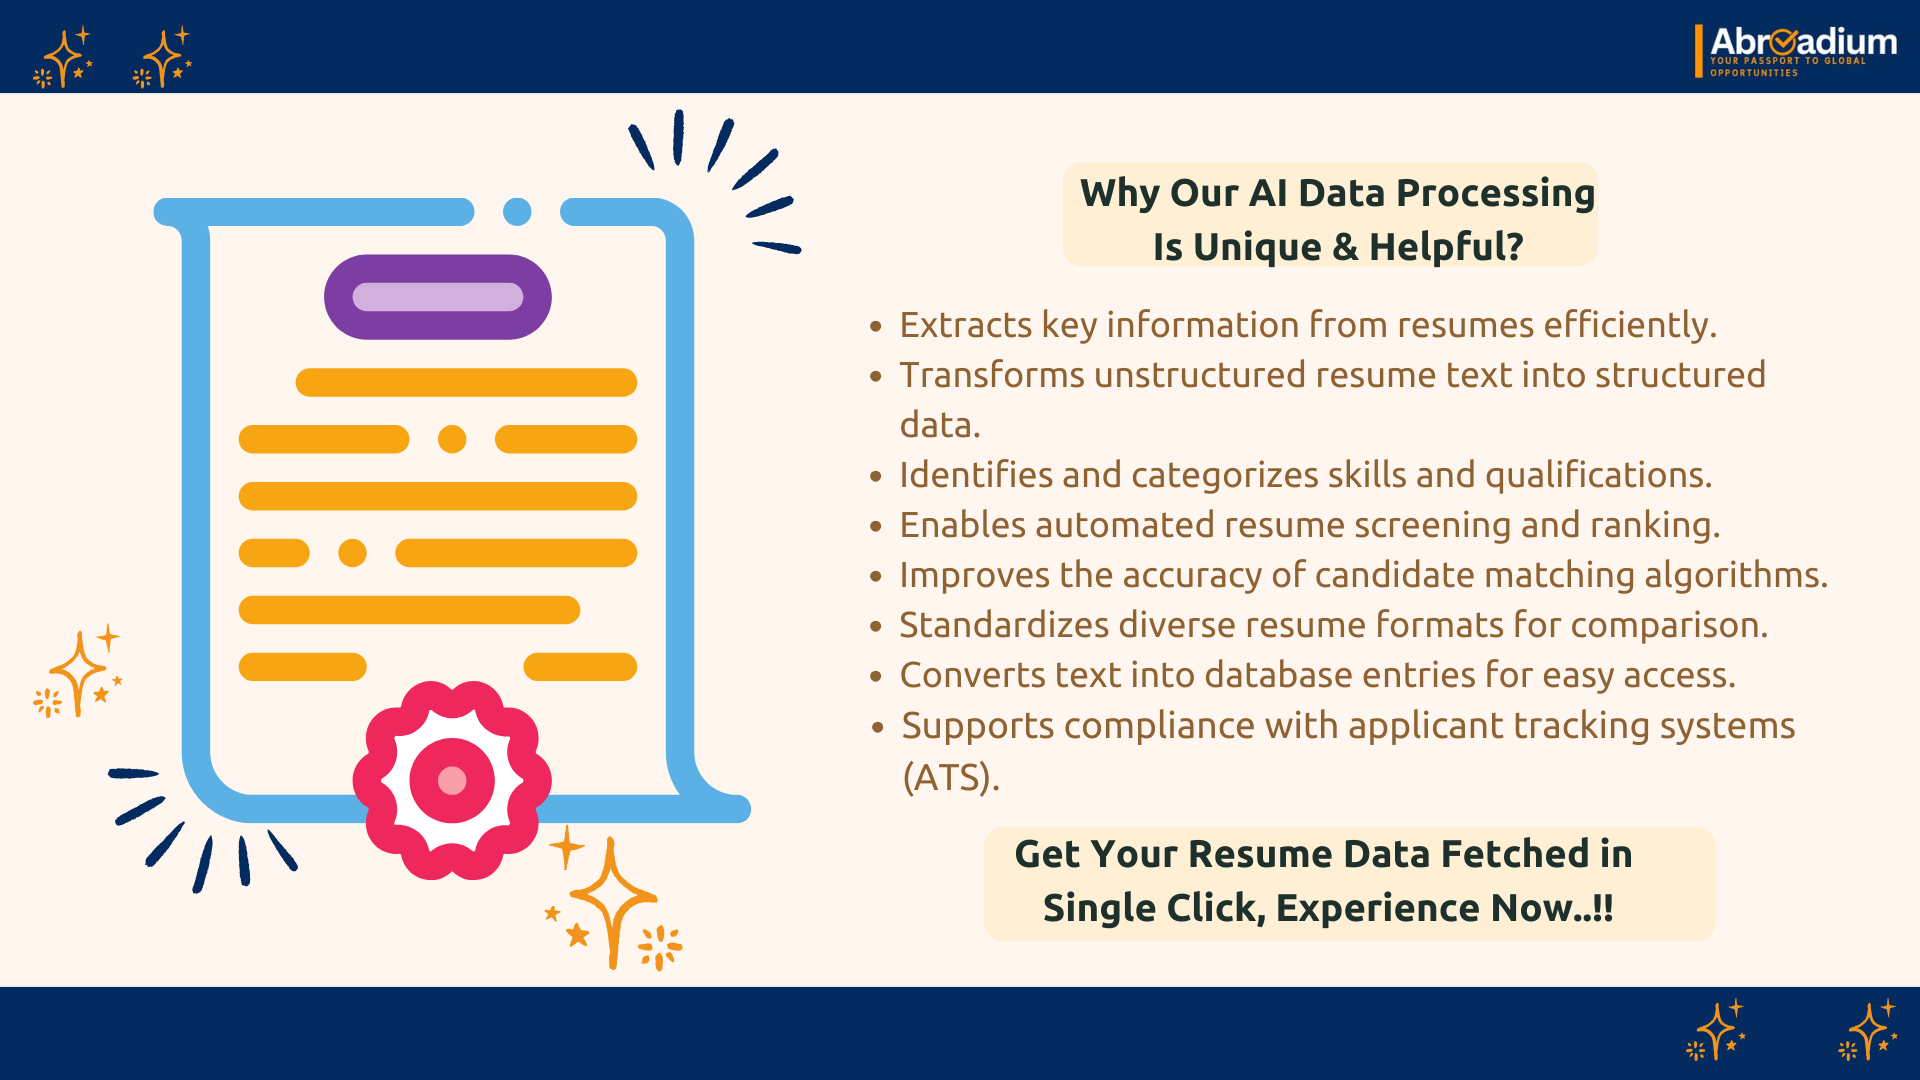 Abroadium
YOUR PASSPORT TO GLOBAL
OPPORTUNITIES
Why Our AI Data Processing
Is Unique & Helpful?
• Extracts key information from resumes efficiently.
• Transforms unstructured resume text into structured
data.
• Identifies and categorizes skills and qualifications.
• Enables automated resume screening and ranking.
• Improves the accuracy of candidate matching algorithms.
• Standardizes diverse resume formats for comparison.
• Converts text into database entries for easy access.
• Supports compliance with applicant tracking systems
(ATS).
Get Your Resume Data Fetched in
Single Click, Experience Now..!!